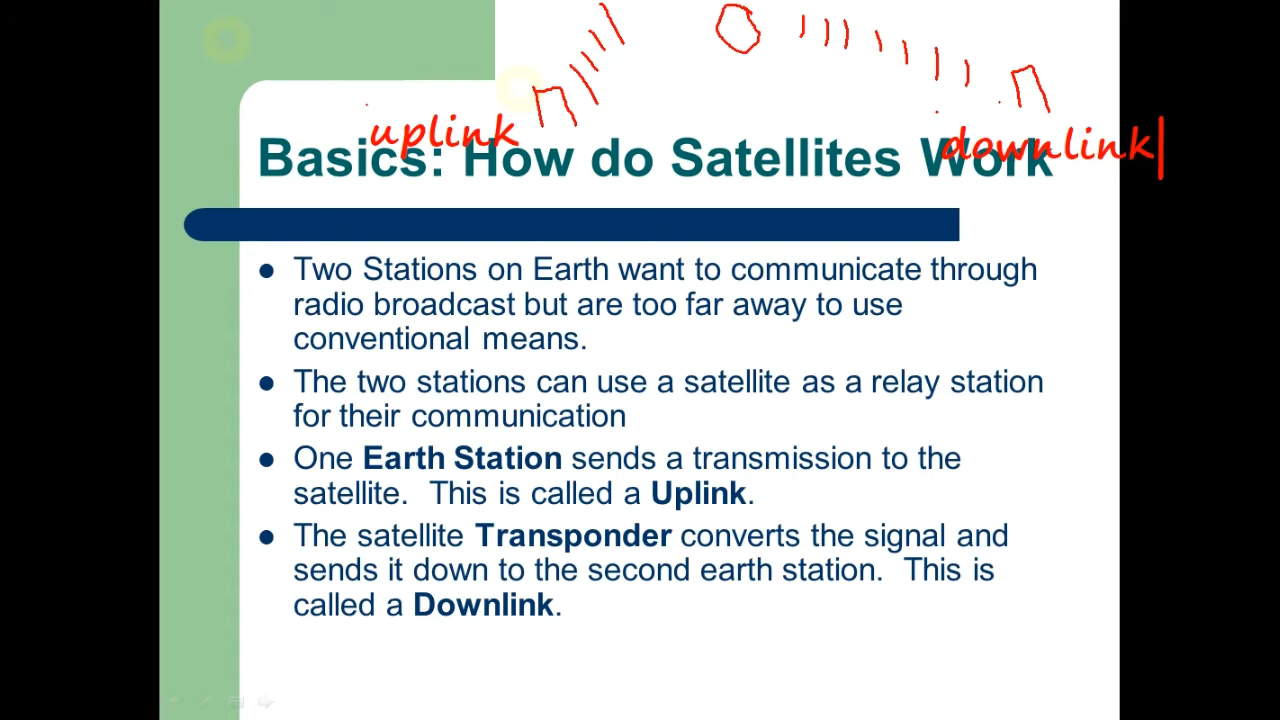 uplink
downlink
Basics: How do Satellites Work
● Two Stations on Earth want to communicate through
radio broadcast but are too far away to use
conventional means.
● The two stations can use a satellite as a relay station
for their communication
● One Earth Station sends a transmission to the
satellite. This is called a Uplink.
● The satellite Transponder converts the signal and
sends it down to the second earth station. This is
called a Downlink.